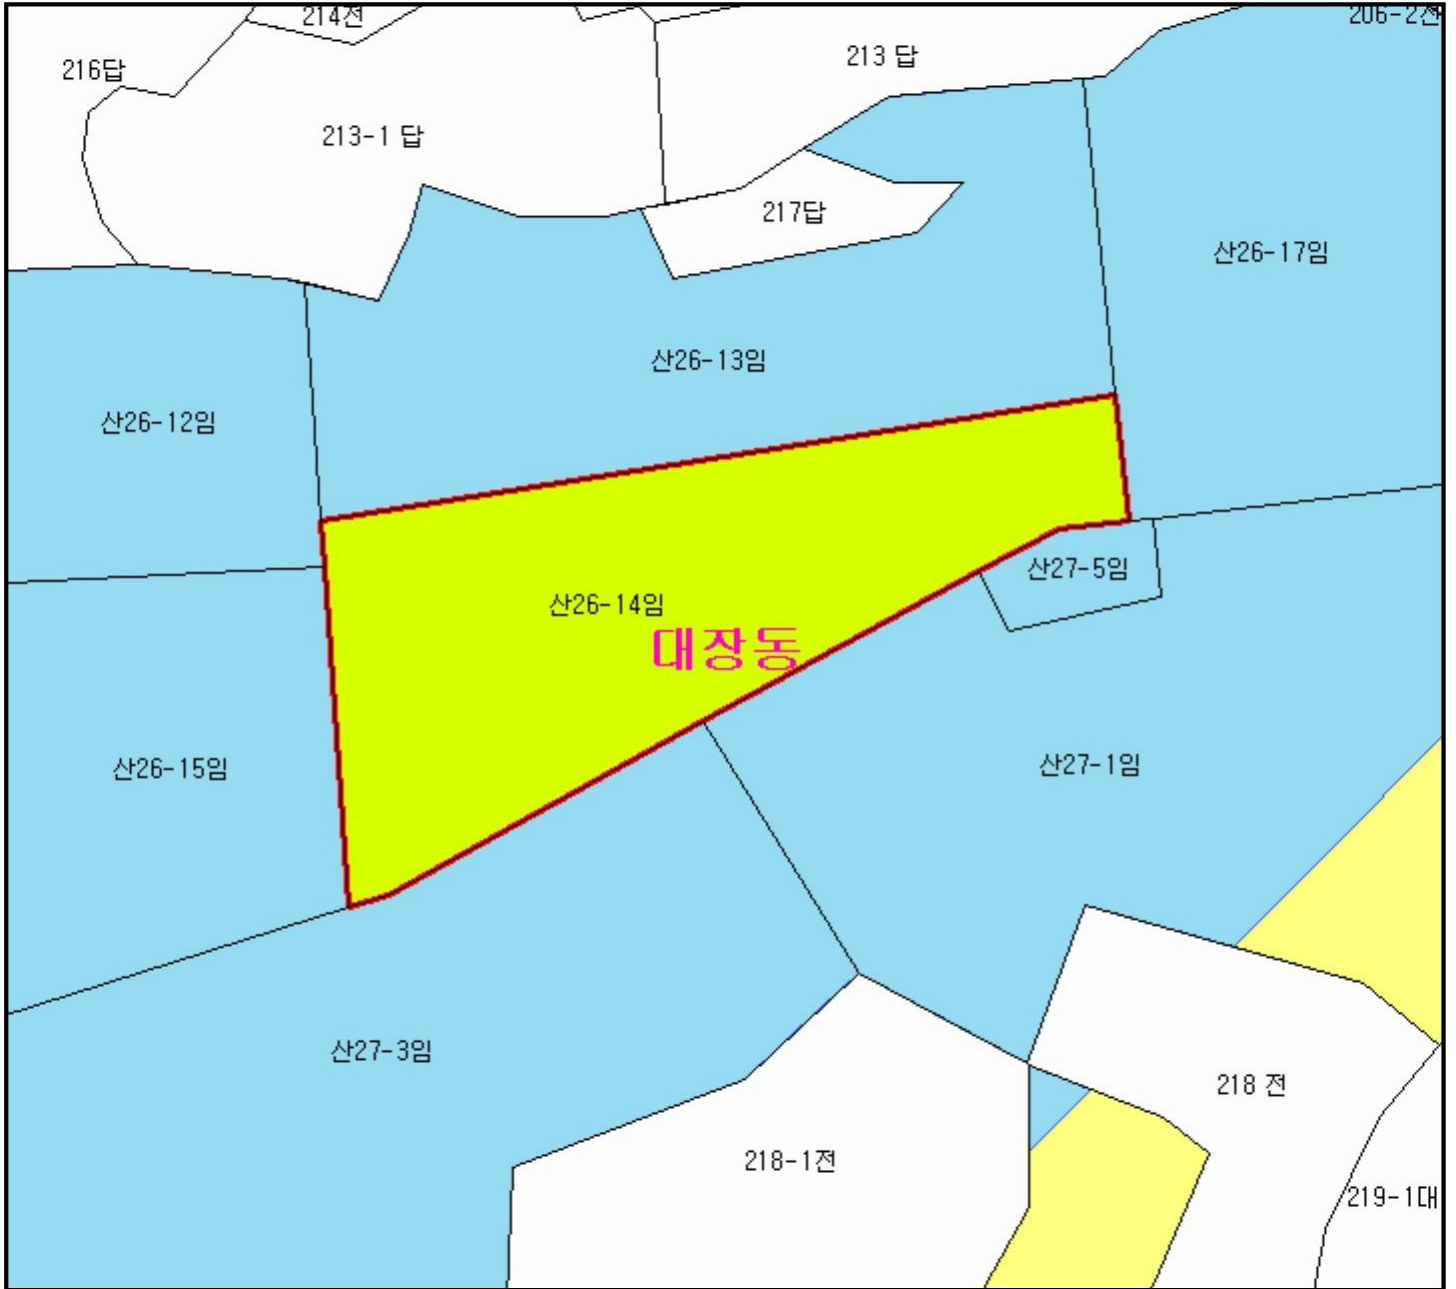 214전
206-2전
216답
213 답
213-1 답
217답
산26-17임
산26-13임
산26-12임
산27-5임
산26-14임
대장동
산26-15임
산27-1임
산27-3임
218 전
218-1전
219-1대